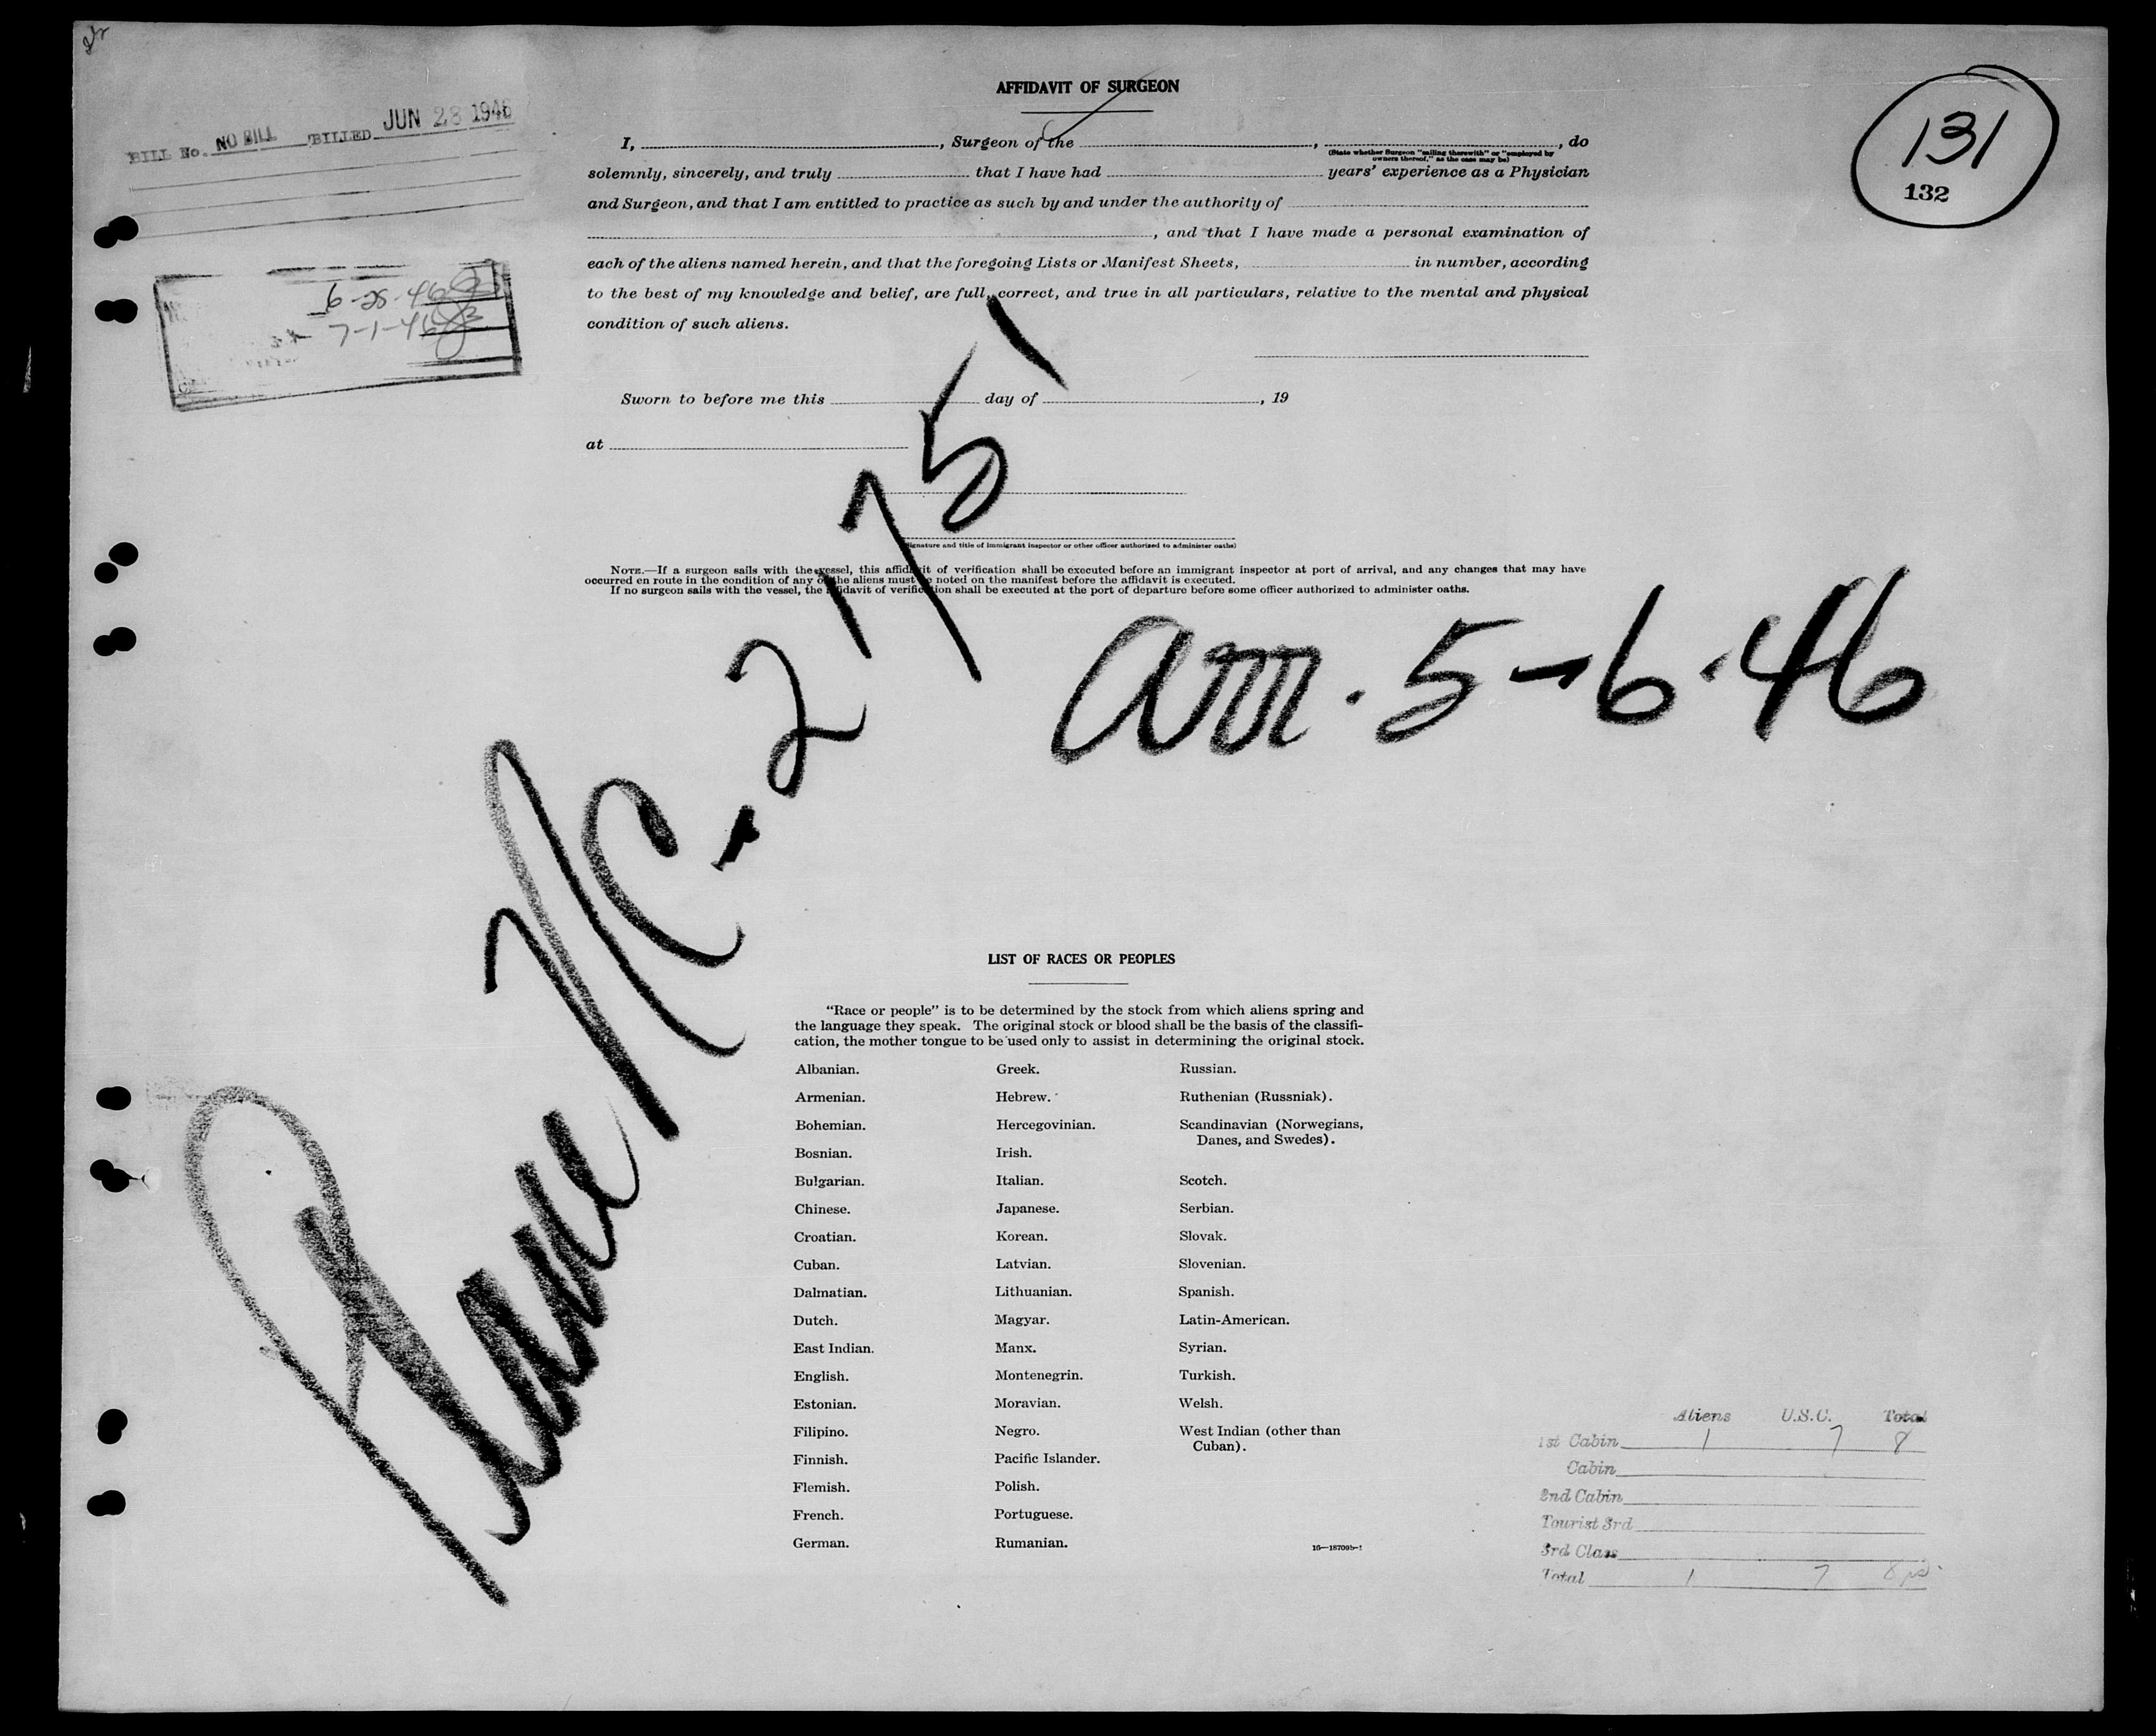 AFFIDAVIT OF SURGEON
BILL No. NO BILL BILLED JUN 28 1946
131
132
I, , Surgeon of the , , do
(State whether Surgeon "sailing therewith" or "employed by
owners thereof," as the case may be)
solemnly, sincerely, and truly that I have had years' experience as a Physician
and Surgeon, and that I am entitled to practice as such by and under the authority of
, and that I have made a personal examination of
each of the aliens named herein, and that the foregoing Lists or Manifest Sheets, in number, according
to the best of my knowledge and belief, are full, correct, and true in all particulars, relative to the mental and physical
condition of such aliens.
6-28-46
7-1-46
Sworn to before me this day of , 19
at
(Signature and title of immigrant inspector or other officer authorized to administer oaths)
NOTE.—If a surgeon sails with the vessel, this affidavit of verification shall be executed before an immigrant inspector at port of arrival, and any changes that may have
occurred en route in the condition of any of the aliens must be noted on the manifest before the affidavit is executed.
If no surgeon sails with the vessel, the affidavit of verification shall be executed at the port of departure before some officer authorized to administer oaths.
Plane NC-21751
arr. 5-6-46
LIST OF RACES OR PEOPLES
"Race or people" is to be determined by the stock from which aliens spring and
the language they speak. The original stock or blood shall be the basis of the classifi-
cation, the mother tongue to be used only to assist in determining the original stock.
Albanian.
Armenian.
Bohemian.
Bosnian.
Bulgarian.
Chinese.
Croatian.
Cuban.
Dalmatian.
Dutch.
East Indian.
English.
Estonian.
Filipino.
Finnish.
Flemish.
French.
German.
Greek.
Hebrew.
Hercegovinian.
Irish.
Italian.
Japanese.
Korean.
Latvian.
Lithuanian.
Magyar.
Manx.
Montenegrin.
Moravian.
Negro.
Pacific Islander.
Polish.
Portuguese.
Rumanian.
Russian.
Ruthenian (Russniak).
Scandinavian (Norwegians,
Danes, and Swedes).
Scotch.
Serbian.
Slovak.
Slovenian.
Spanish.
Latin-American.
Syrian.
Turkish.
Welsh.
West Indian (other than
Cuban).
16—18709b-1
Aliens U.S.C. Total
1st Cabin 1 7 8
Cabin
2nd Cabin
Tourist 3rd
3rd Class
Total 1 7 8